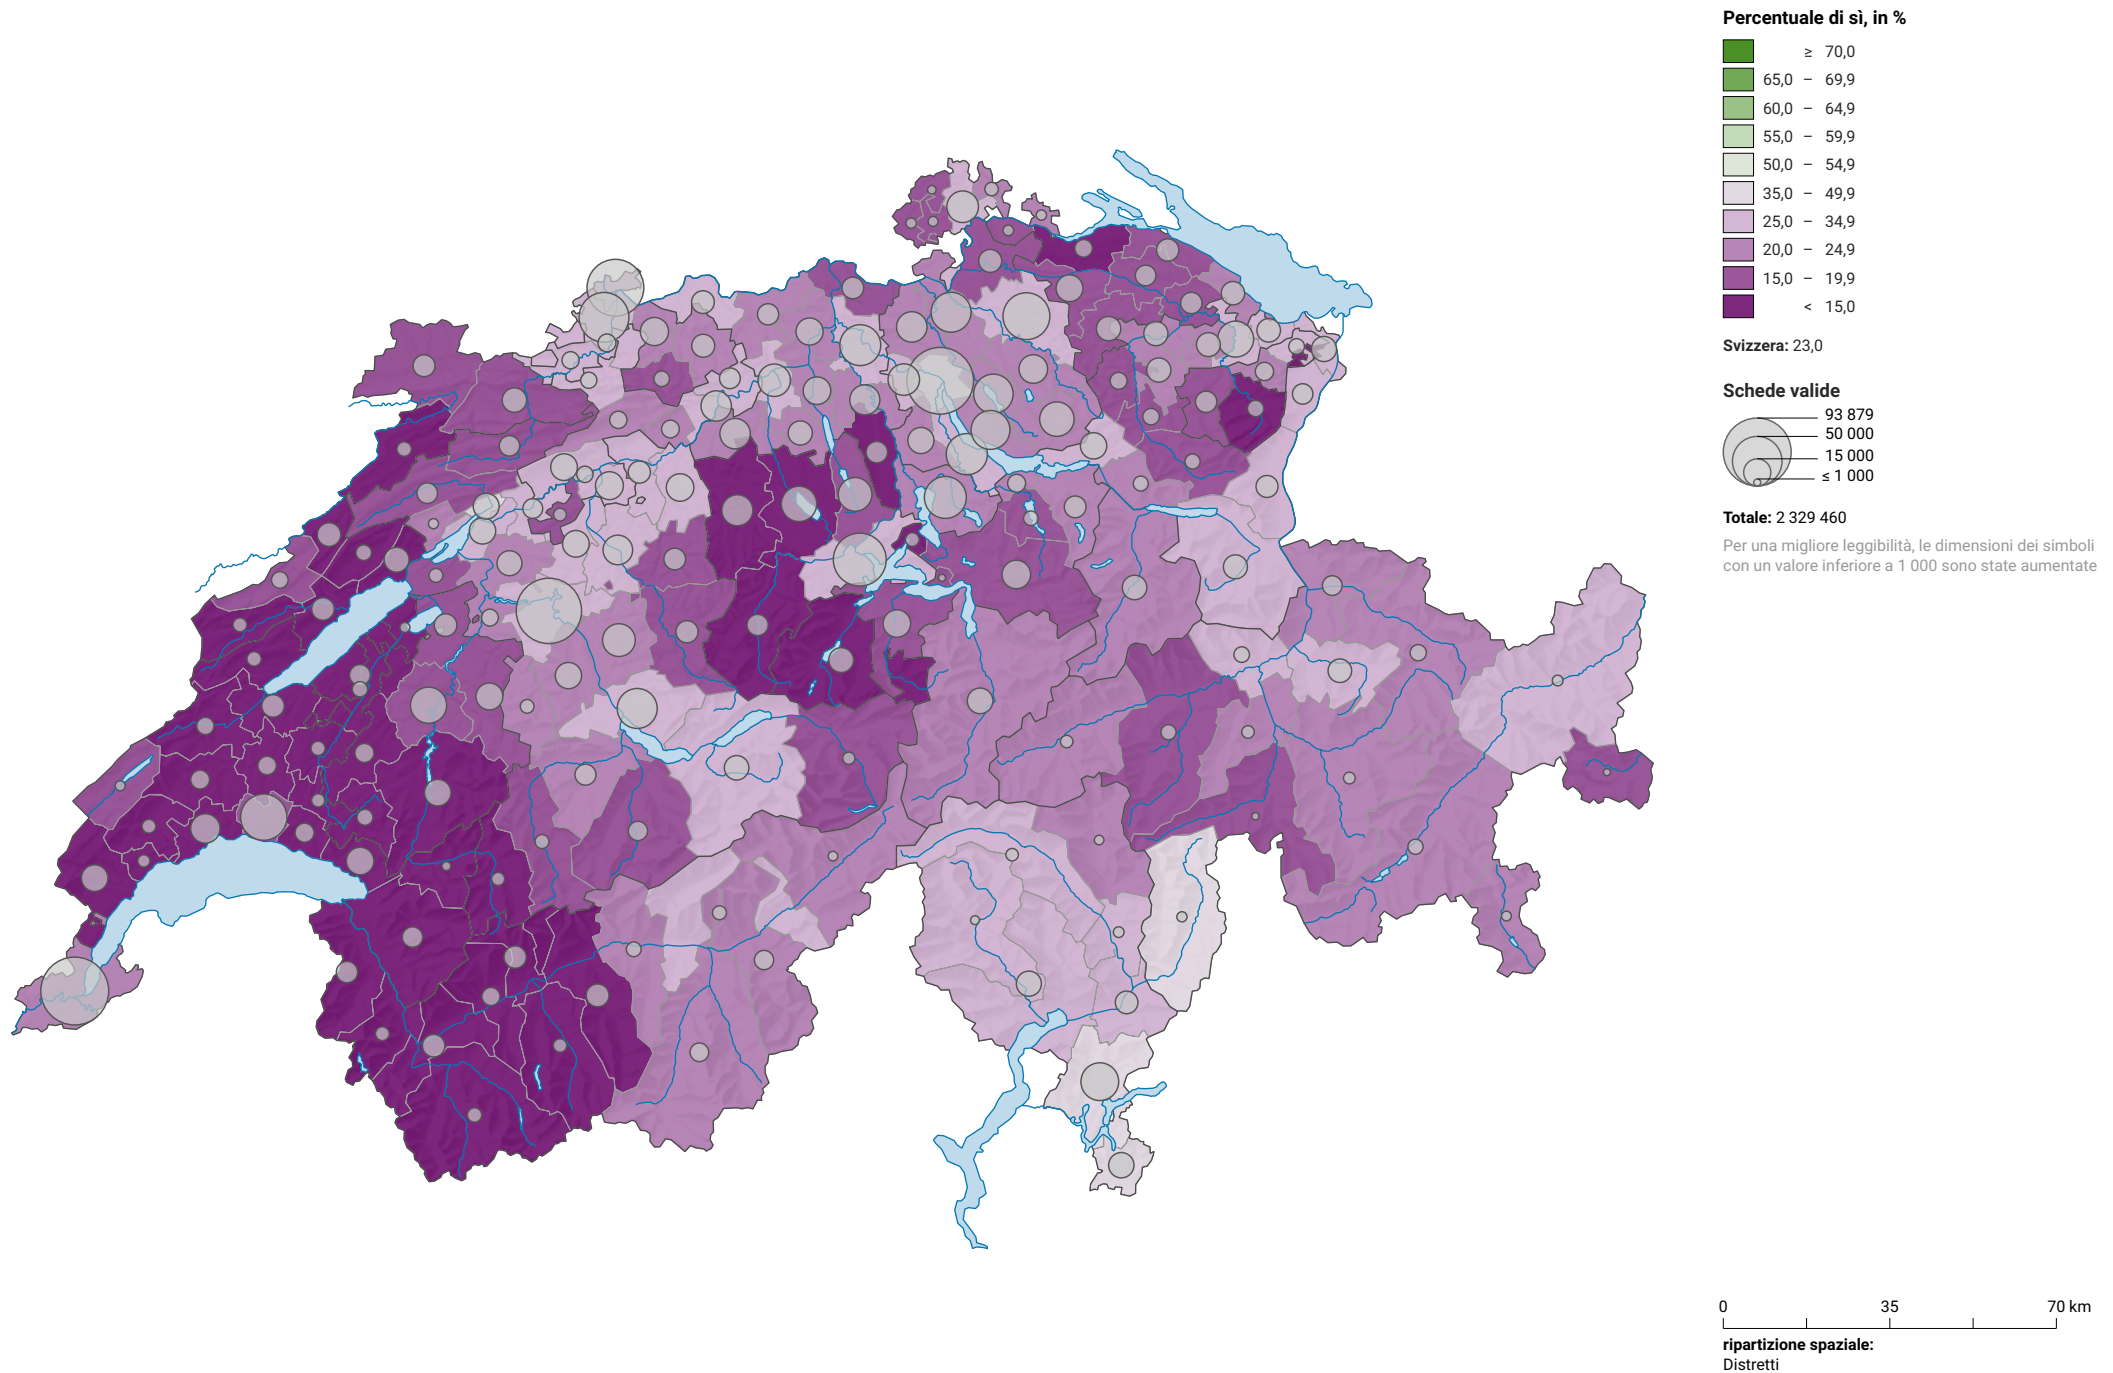 Percentuale di sì, in %
≥ 70,0
65,0 – 69,9
60,0 – 64,9
55,0 – 59,9
50,0 – 54,9
35,0 – 49,9
25,0 – 34,9
20,0 – 24,9
15,0 – 19,9
< 15,0
Svizzera: 23,0
Schede valide
93 879
50 000
15 000
≤ 1 000
Totale: 2 329 460
Per una migliore leggibilità, le dimensioni dei simboli
con un valore inferiore a 1 000 sono state aumentate
0 35 70 km
ripartizione spaziale:
Distretti